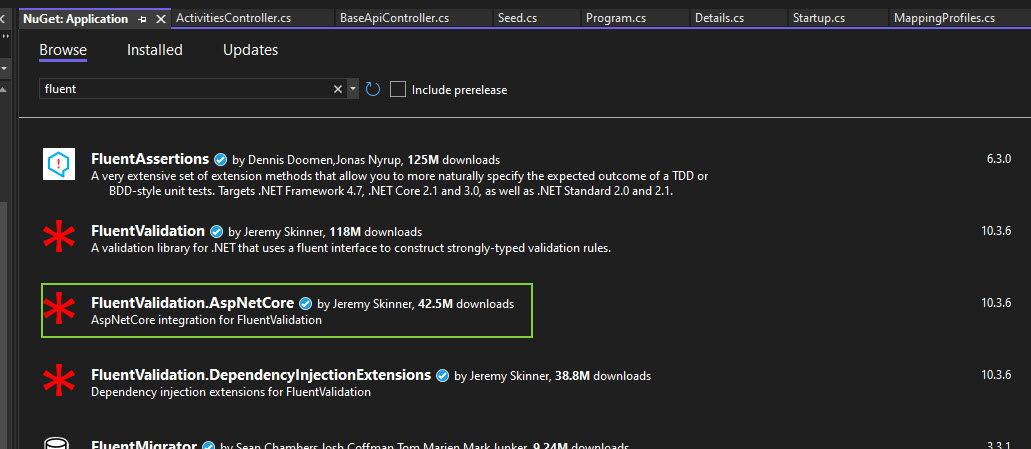 NuGet: Application
ActivitiesController.cs
BaseApiController.cs
Seed.cs
Program.cs
Details.cs
Startup.cs
MappingProfiles.cs
Browse
Installed
Updates
fluent
Include prerelease
FluentAssertions by Dennis Doomen,Jonas Nyrup, 125M downloads
6.3.0
A very extensive set of extension methods that allow you to more naturally specify the expected outcome of a TDD or
BDD-style unit tests. Targets .NET Framework 4.7, .NET Core 2.1 and 3.0, as well as .NET Standard 2.0 and 2.1.
FluentValidation by Jeremy Skinner, 118M downloads
10.3.6
A validation library for .NET that uses a fluent interface to construct strongly-typed validation rules.
FluentValidation.AspNetCore by Jeremy Skinner, 42.5M downloads
10.3.6
AspNetCore integration for FluentValidation
FluentValidation.DependencyInjectionExtensions by Jeremy Skinner, 38.8M downloads
10.3.6
Dependency injection extensions for FluentValidation
FluentMigrator by Sean Chambers,Josh Coffman,Tom Marien,Mark Junker, 9.24M downloads
3.3.1